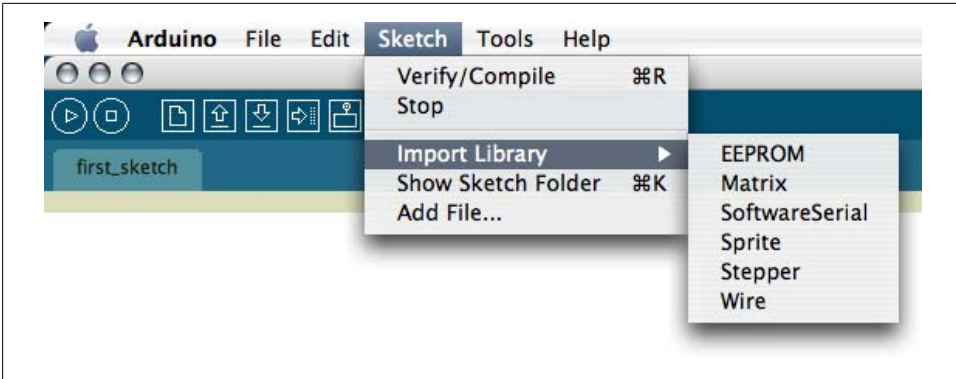 Arduino File Edit Sketch Tools Help
Verify/Compile ⌘R
Stop
Import Library ▶
Show Sketch Folder ⌘K
Add File...
first_sketch
EEPROM
Matrix
SoftwareSerial
Sprite
Stepper
Wire